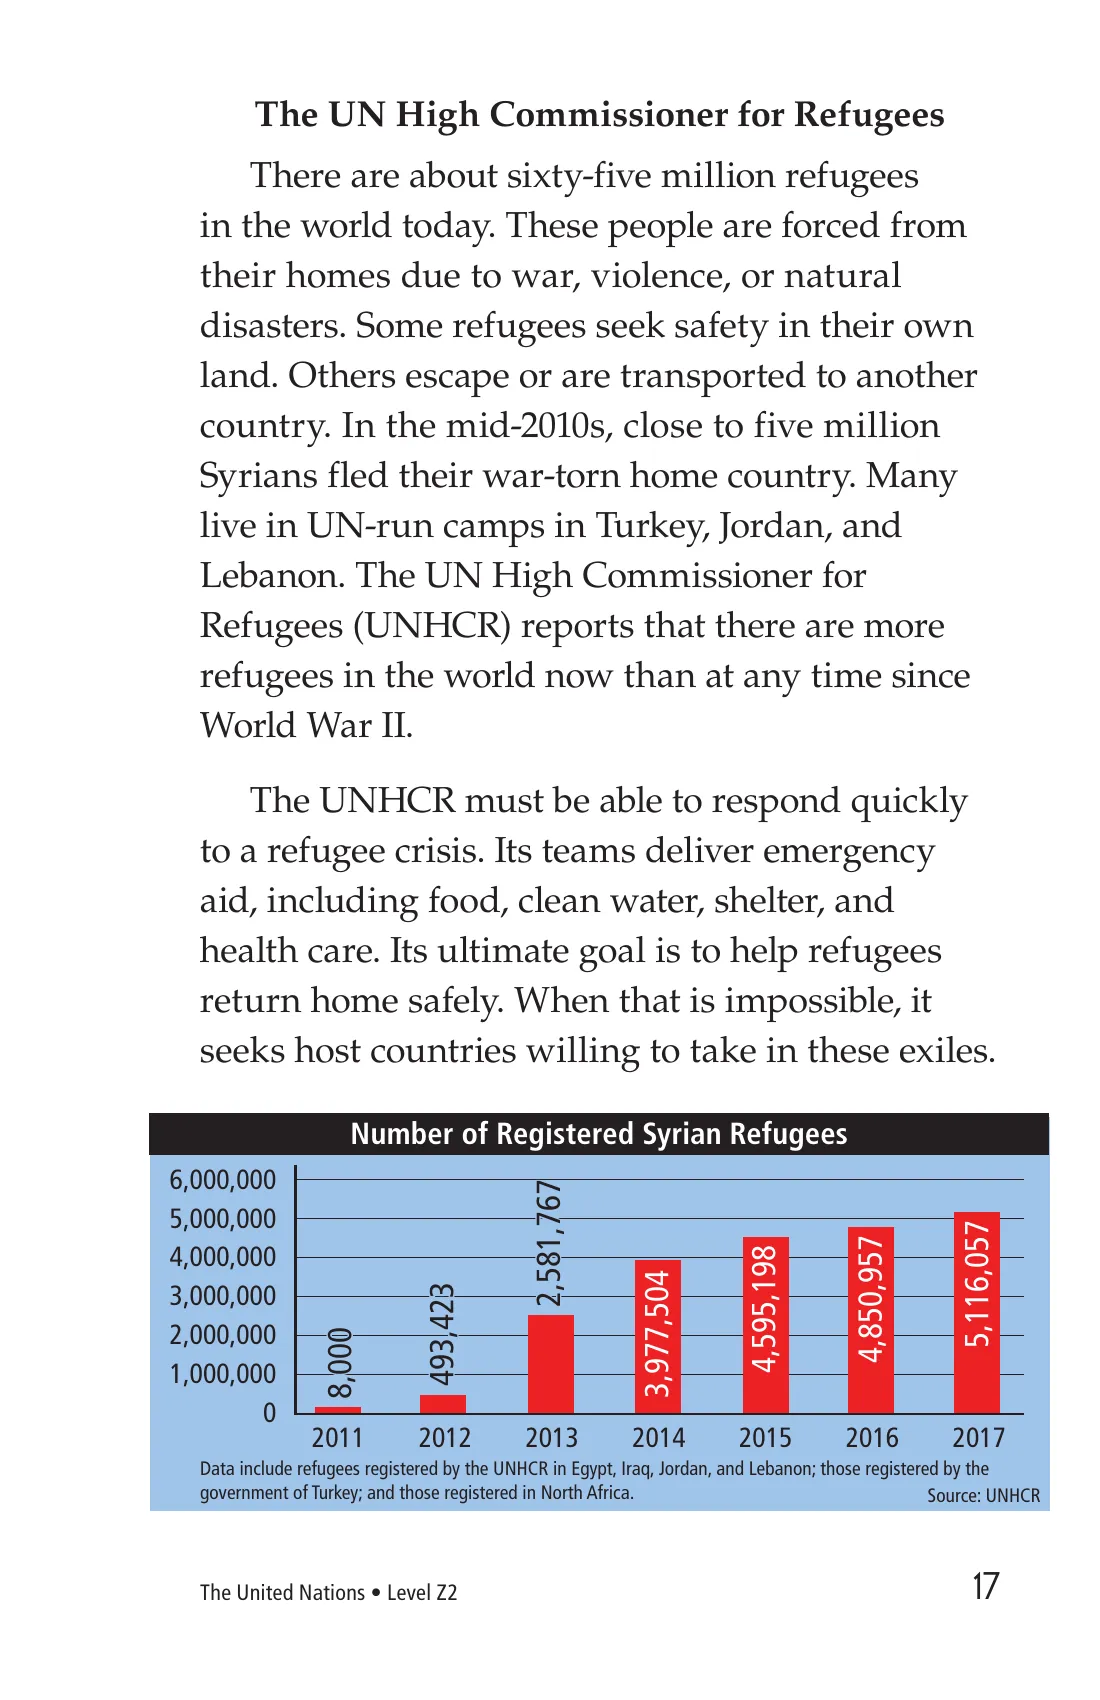 The UN High Commissioner for Refugees
There are about sixty-five million refugees
in the world today. These people are forced from
their homes due to war, violence, or natural
disasters. Some refugees seek safety in their own
land. Others escape or are transported to another
country. In the mid-2010s, close to five million
Syrians fled their war-torn home country. Many
live in UN-run camps in Turkey, Jordan, and
Lebanon. The UN High Commissioner for
Refugees (UNHCR) reports that there are more
refugees in the world now than at any time since
World War II.
The UNHCR must be able to respond quickly
to a refugee crisis. Its teams deliver emergency
aid, including food, clean water, shelter, and
health care. Its ultimate goal is to help refugees
return home safely. When that is impossible, it
seeks host countries willing to take in these exiles.
Number of Registered Syrian Refugees
6,000,000
5,000,000
4,000,000
3,000,000
2,000,000
1,000,000
0
8,000
493,423
2,581,767
3,977,504
4,595,198
4,850,957
5,116,057
2011 2012 2013 2014 2015 2016 2017
Data include refugees registered by the UNHCR in Egypt, Iraq, Jordan, and Lebanon; those registered by the
government of Turkey; and those registered in North Africa.
Source: UNHCR
The United Nations • Level Z2
17